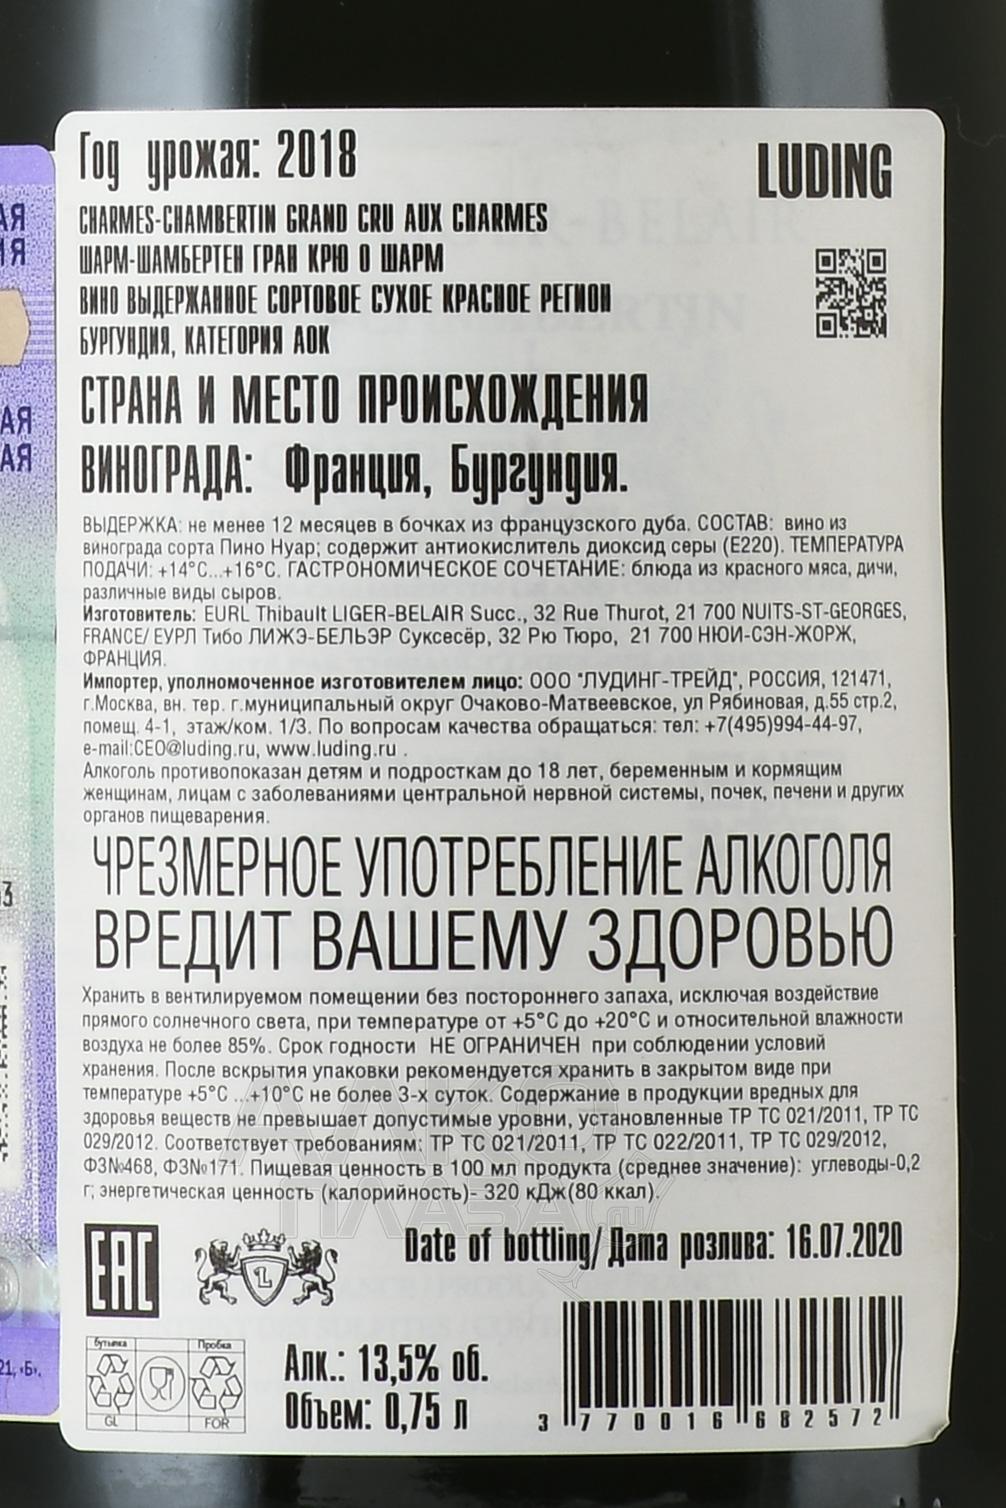 Год урожая: 2018
LUDING
CHARMES-CHAMBERTIN GRAND CRU AUX CHARMES
ШАРМ-ШАМБЕРТЕН ГРАН КРЮ О ШАРМ
ВИНО ВЫДЕРЖАННОЕ СОРТОВОЕ СУХОЕ КРАСНОЕ РЕГИОН
БУРГУНДИЯ, КАТЕГОРИЯ АОК
СТРАНА И МЕСТО ПРОИСХОЖДЕНИЯ
ВИНОГРАДА: Франция, Бургундия.
ВЫДЕРЖКА: не менее 12 месяцев в бочках из французского дуба. СОСТАВ: вино из
винограда сорта Пино Нуар; содержит антиокислитель диоксид серы (Е220). ТЕМПЕРАТУРА
ПОДАЧИ: +14°С...+16°С. ГАСТРОНОМИЧЕСКОЕ СОЧЕТАНИЕ: блюда из красного мяса, дичи,
различные виды сыров.
Изготовитель: EURL Thibault LIGER-BELAIR Succ., 32 Rue Thurot, 21 700 NUITS-ST-GEORGES,
FRANCE/ ЕУРЛ Тибо ЛИЖЭ-БЕЛЬЭР Суксесёр, 32 Рю Тюро, 21 700 НЮИ-СЭН-ЖОРЖ,
ФРАНЦИЯ.
Импортер, уполномоченное изготовителем лицо: ООО "ЛУДИНГ-ТРЕЙД", РОССИЯ, 121471,
г.Москва, вн. тер. г.муниципальный округ Очаково-Матвеевское, ул Рябиновая, д.55 стр.2,
помещ. 4-1, этаж/ком. 1/3. По вопросам качества обращаться: тел: +7(495)994-44-97,
e-mail:CEO@luding.ru, www.luding.ru .
Алкоголь противопоказан детям и подросткам до 18 лет, беременным и кормящим
женщинам, лицам с заболеваниями центральной нервной системы, почек, печени и других
органов пищеварения.
ЧРЕЗМЕРНОЕ УПОТРЕБЛЕНИЕ АЛКОГОЛЯ
ВРЕДИТ ВАШЕМУ ЗДОРОВЬЮ
Хранить в вентилируемом помещении без постороннего запаха, исключая воздействие
прямого солнечного света, при температуре от +5°С до +20°С и относительной влажности
воздуха не более 85%. Срок годности НЕ ОГРАНИЧЕН при соблюдении условий
хранения. После вскрытия упаковки рекомендуется хранить в закрытом виде при
температуре +5°С ...+10°С не более 3-х суток. Содержание в продукции вредных для
здоровья веществ не превышает допустимые уровни, установленные ТР ТС 021/2011, ТР ТС
029/2012. Соответствует требованиям: ТР ТС 021/2011, ТР ТС 022/2011, ТР ТС 029/2012,
ФЗ№468, ФЗ№171. Пищевая ценность в 100 мл продукта (среднее значение): углеводы-0,2
г; энергетическая ценность (калорийность)- 320 кДж(80 ккал).
АЛКО
ПЛАЗА.ru
EAC
L
Date of bottling/Дата розлива: 16.07.2020
бутылка Пробка
GL FOR
Алк.: 13,5% об.
Объем: 0,75 л
3 770016 682572
АЯ
ИЯ
АЯ
АЯ
03
21, «Б».